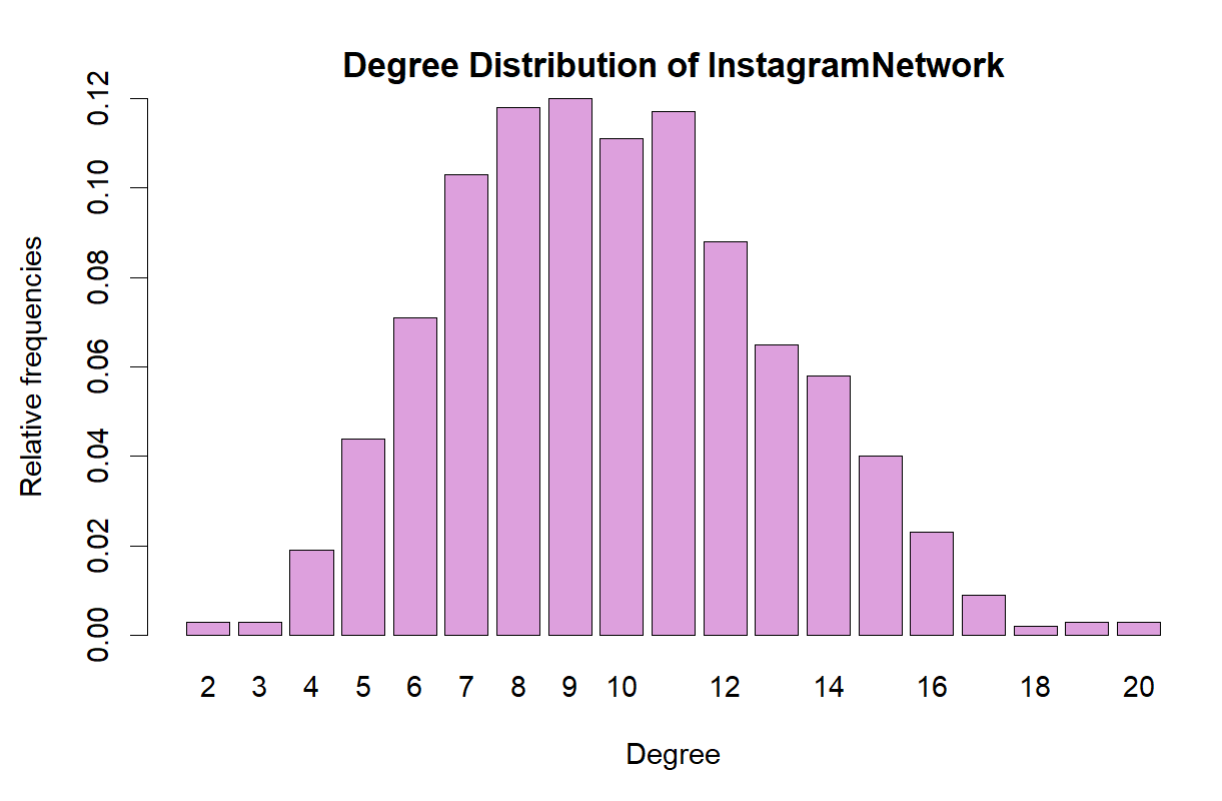 Degree Distribution of InstagramNetwork
0.12
0.10
0.08
0.06
0.04
0.02
0.00
Relative frequencies
2 3 4 5 6 7 8 9 10 12 14 16 18 20
Degree